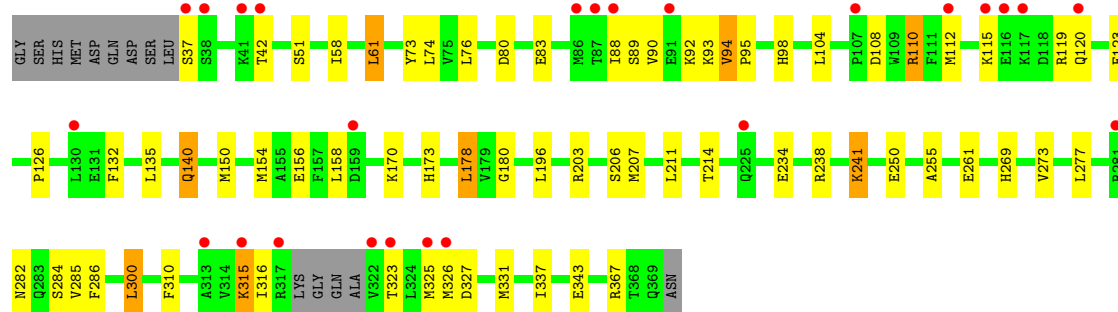 GLY
SER
HIS
MET
ASP
GLN
ASP
SER
LEU
S37
S38
K41
T42
S51
I58
L61
Y73
L74
V75
L76
D80
E83
M86
T87
I88
S89
V90
E91
K92
K93
V94
P95
H98
L104
P107
D108
W109
R110
F111
M112
K115
E116
K117
D118
R119
Q120
P126
L130
E131
F132
L135
Q140
M150
M154
A155
E156
F157
L158
D159
K170
H173
L178
V179
G180
L196
R203
S206
M207
L211
T214
Q225
E234
R238
K241
E250
A255
E261
H269
V273
L277
N282
Q283
S284
V285
F286
L300
F310
A313
V314
K315
I316
R317
LYS
GLY
GLN
ALA
V322
T323
L324
M325
M326
D327
M331
I337
E343
R367
T368
Q369
ASN